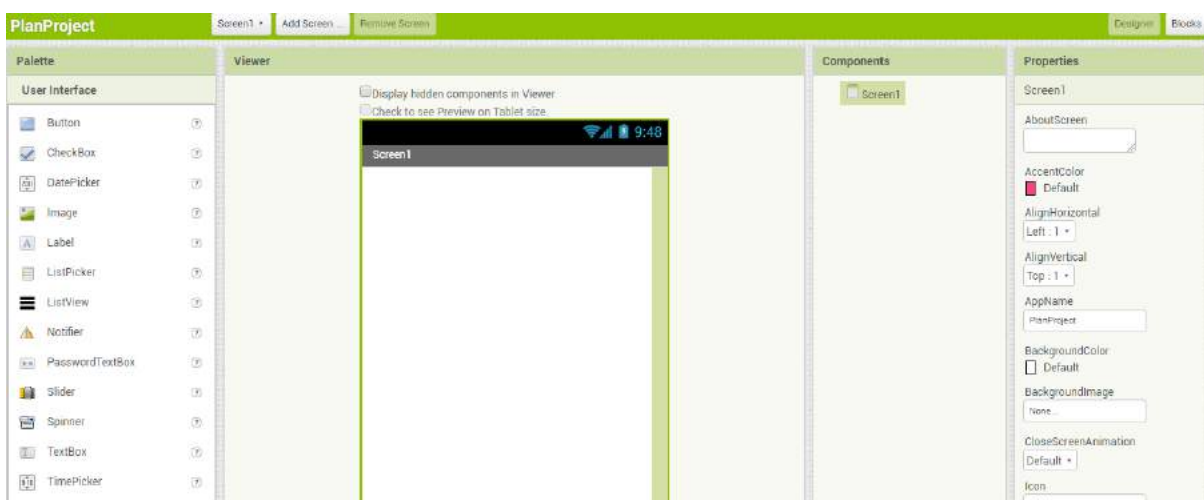 PlanProject
Screen1
Add Screen ...
Remove Screen
Designer
Blocks
Palette
Viewer
Components
Properties
User Interface
Button
CheckBox
DatePicker
Image
Label
ListPicker
ListView
Notifier
PasswordTextBox
Slider
Spinner
TextBox
TimePicker
Display hidden components in Viewer
Check to see Preview on Tablet size.
9:48
Screen1
Screen1
Screen1
AboutScreen
AccentColor
Default
AlignHorizontal
Left : 1
AlignVertical
Top : 1
AppName
PlanProject
BackgroundColor
Default
BackgroundImage
None...
CloseScreenAnimation
Default
Icon